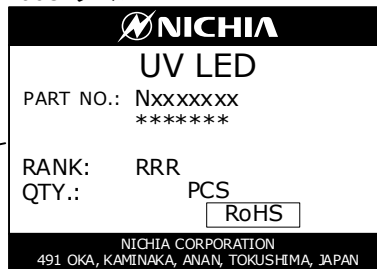 NICHIA
UV LED
PART NO.: Nxxxxxxx
*******
RANK: RRR
QTY.: PCS
RoHS
NICHIA CORPORATION
491 OKA, KAMINAKA, ANAN, TOKUSHIMA, JAPAN